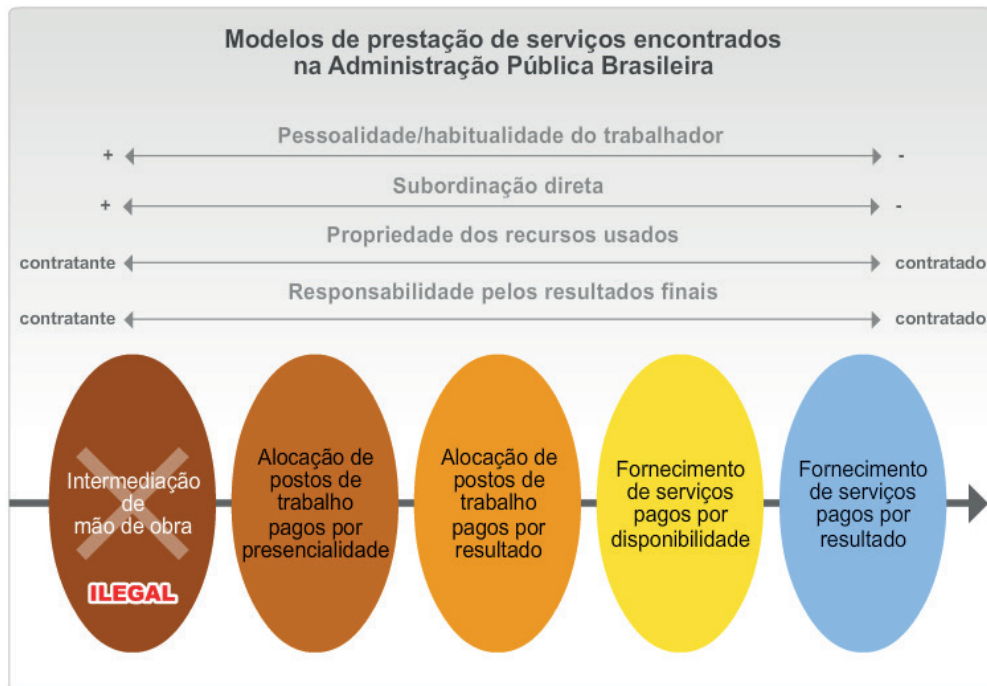 Modelos de prestação de serviços encontrados
na Administração Pública Brasileira
Pessoalidade/habitualidade do trabalhador
+ -
Subordinação direta
+ -
Propriedade dos recursos usados
contratante contratado
Responsabilidade pelos resultados finais
contratante contratado
Intermediação
de
mão de obra
ILEGAL
Alocação de
postos de
trabalho
pagos por
presencialidade
Alocação de
postos de
trabalho
pagos por
resultado
Fornecimento
de serviços
pagos por
disponibilidade
Fornecimento
de serviços
pagos por
resultado